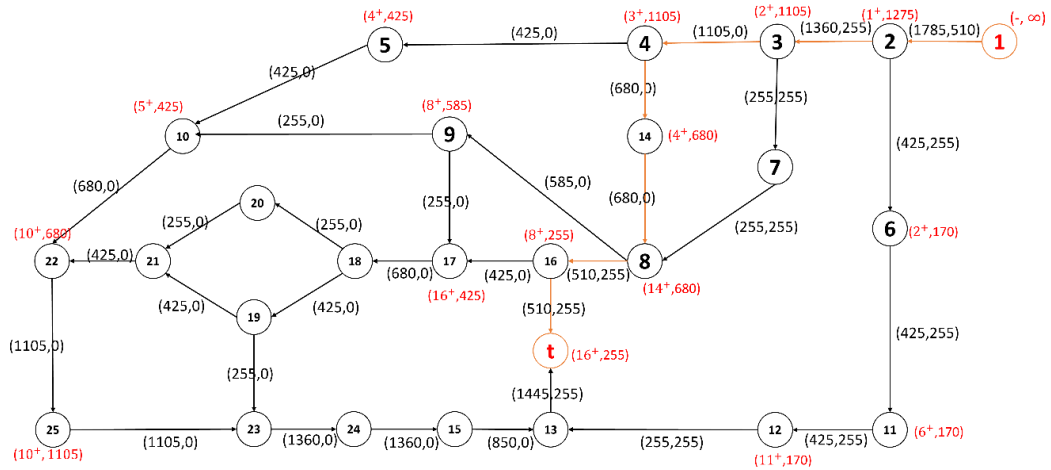 (4⁺,425) (3⁺,1105) (2⁺,1105) (1⁺,1275) (-, ∞)
5 (425,0) 4 (1105,0) 3 (1360,255) 2 (1785,510) 1
(425,0) (680,0) (255,255)
(5⁺,425) (8⁺,585)
10 (255,0) 9 14 (4⁺,680) (425,255)
7
(680,0) (255,0) (585,0) (680,0)
20
(255,0) (255,0) (255,255)
(10⁺,680) (8⁺,255) 6 (2⁺,170)
22 (425,0) 21 18 (680,0) 17 (425,0) 16 (510,255) 8
(16⁺,425) (14⁺,680)
(425,0) (425,0) (510,255)
19
(1105,0) t (16⁺,255) (425,255)
(255,0) (1445,255)
25 (1105,0) 23 (1360,0) 24 (1360,0) 15 (850,0) 13 (255,255) 12 (425,255) 11 (6⁺,170)
(10⁺,1105) (11⁺,170)